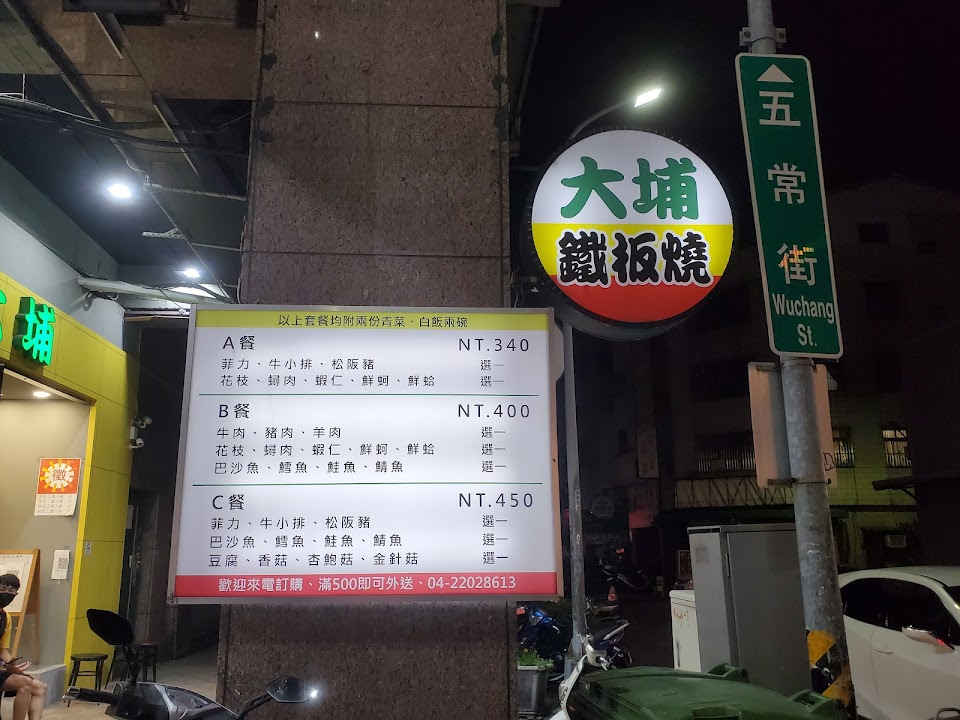 大埔
鐵板燒
五常街
Wuchang
St.
埔
徵
以上套餐均附兩份青菜、白飯兩碗
A餐 NT.340
菲力、牛小排、松阪豬 選一
花枝、蟳肉、蝦仁、鮮蚵、鮮蛤 選一
B餐 NT.400
牛肉、豬肉、羊肉 選一
花枝、蟳肉、蝦仁、鮮蚵、鮮蛤 選一
巴沙魚、鱈魚、鮭魚、鯖魚 選一
C餐 NT.450
菲力、牛小排、松阪豬 選一
巴沙魚、鱈魚、鮭魚、鯖魚 選一
豆腐、香菇、杏鮑菇、金針菇 選一
歡迎來電訂購、滿500即可外送、04-22028613